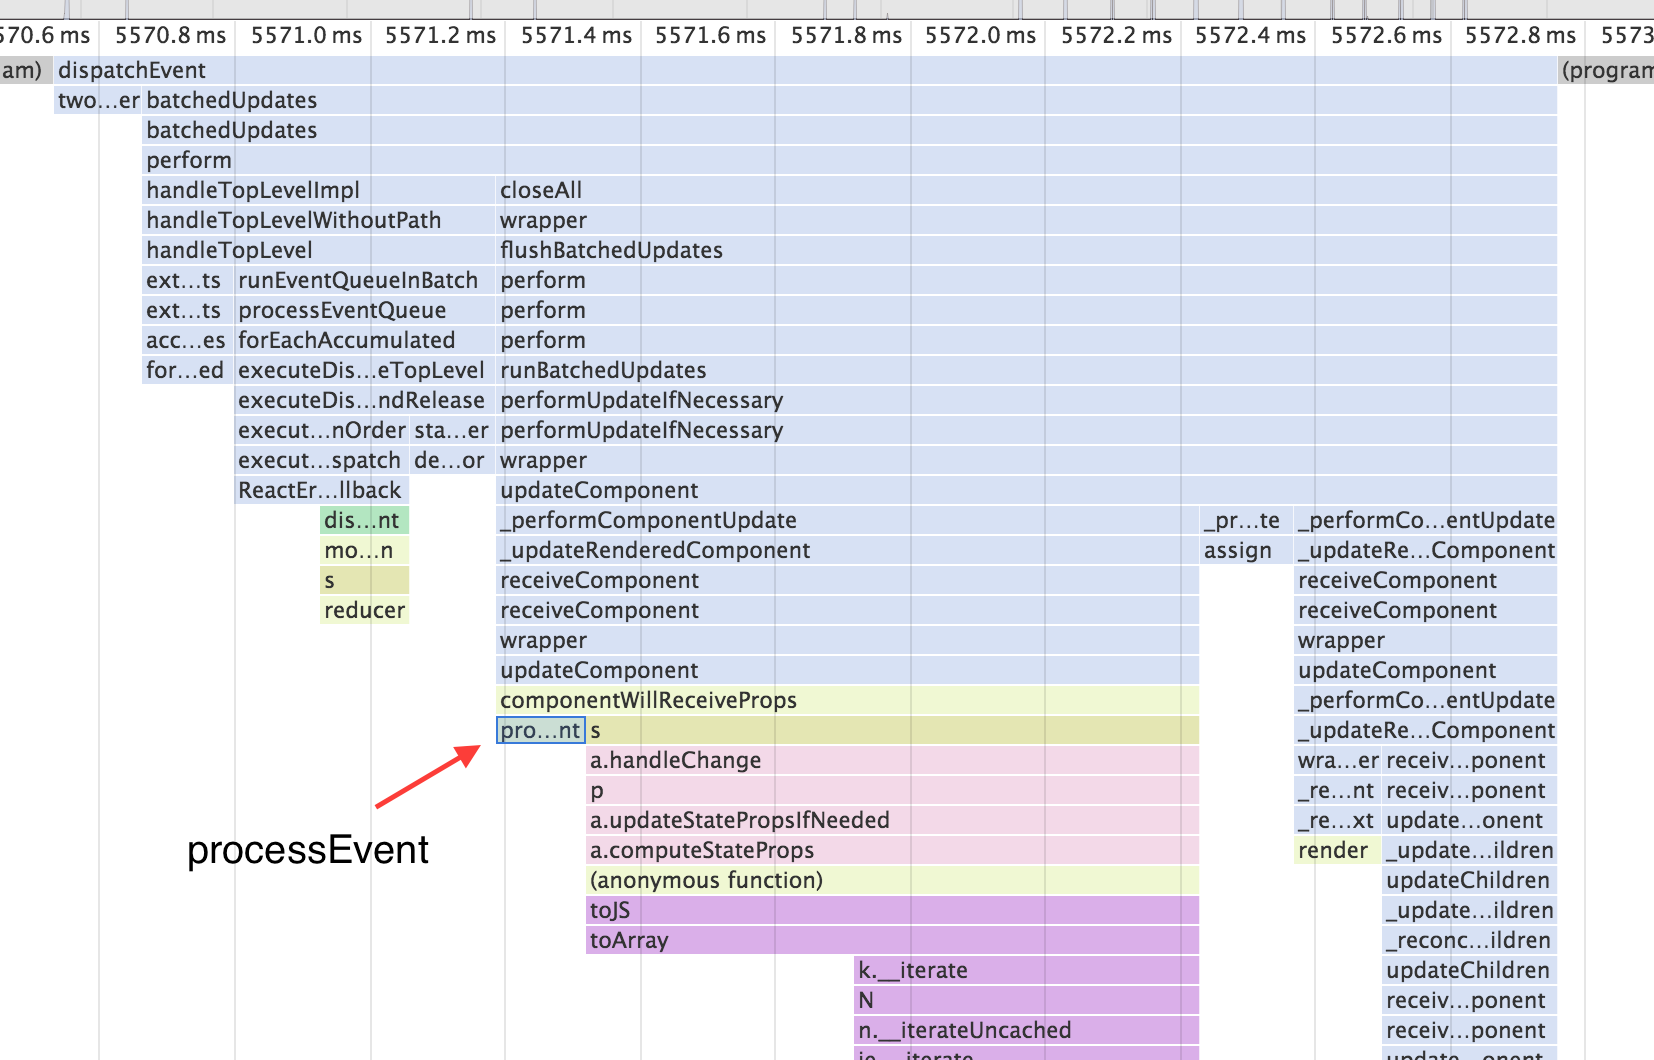 570.6 ms 5570.8 ms 5571.0 ms 5571.2 ms 5571.4 ms 5571.6 ms 5571.8 ms 5572.0 ms 5572.2 ms 5572.4 ms 5572.6 ms 5572.8 ms 5573
am) dispatchEvent (program
two...er batchedUpdates
batchedUpdates
perform
handleTopLevelImpl closeAll
handleTopLevelWithoutPath wrapper
handleTopLevel flushBatchedUpdates
ext...ts runEventQueueInBatch perform
ext...ts processEventQueue perform
acc...es forEachAccumulated perform
for...ed executeDis...eTopLevel runBatchedUpdates
executeDis...ndRelease performUpdateIfNecessary
execut...nOrder sta...er performUpdateIfNecessary
execut...spatch de...or wrapper
ReactEr...llback updateComponent
dis...nt _performComponentUpdate _pr...te _performCo...entUpdate
mo...n _updateRenderedComponent assign _updateRe...Component
s receiveComponent receiveComponent
reducer receiveComponent receiveComponent
wrapper wrapper
updateComponent updateComponent
componentWillReceiveProps _performCo...entUpdate
pro...nt s _updateRe...Component
a.handleChange wra...er receiv...ponent
p _re...nt receiv...ponent
a.updateStatePropsIfNeeded _re...xt update...onent
processEvent a.computeStateProps render _update...ildren
(anonymous function) updateChildren
toJS _update...ildren
toArray _reconc...ildren
k.__iterate updateChildren
N receiv...ponent
n.__iterateUncached receiv...ponent